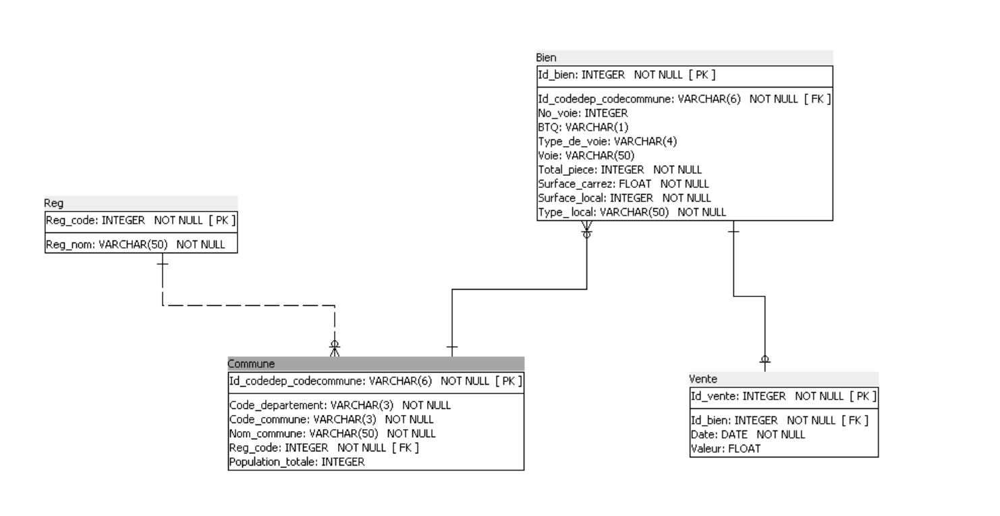 Bien
Id_bien: INTEGER NOT NULL [ PK ]
Id_codedep_codecommune: VARCHAR(6) NOT NULL [ FK ]
No_voie: INTEGER
BTQ: VARCHAR(1)
Type_de_voie: VARCHAR(4)
Voie: VARCHAR(50)
Total_piece: INTEGER NOT NULL
Surface_carrez: FLOAT NOT NULL
Surface_local: INTEGER NOT NULL
Type_ local: VARCHAR(50) NOT NULL
Reg
Reg_code: INTEGER NOT NULL [ PK ]
Reg_nom: VARCHAR(50) NOT NULL
Commune
Id_codedep_codecommune: VARCHAR(6) NOT NULL [ PK ]
Code_departement: VARCHAR(3) NOT NULL
Code_commune: VARCHAR(3) NOT NULL
Nom_commune: VARCHAR(50) NOT NULL
Reg_code: INTEGER NOT NULL [ FK ]
Population_totale: INTEGER
Vente
Id_vente: INTEGER NOT NULL [ PK ]
Id_bien: INTEGER NOT NULL [ FK ]
Date: DATE NOT NULL
Valeur: FLOAT